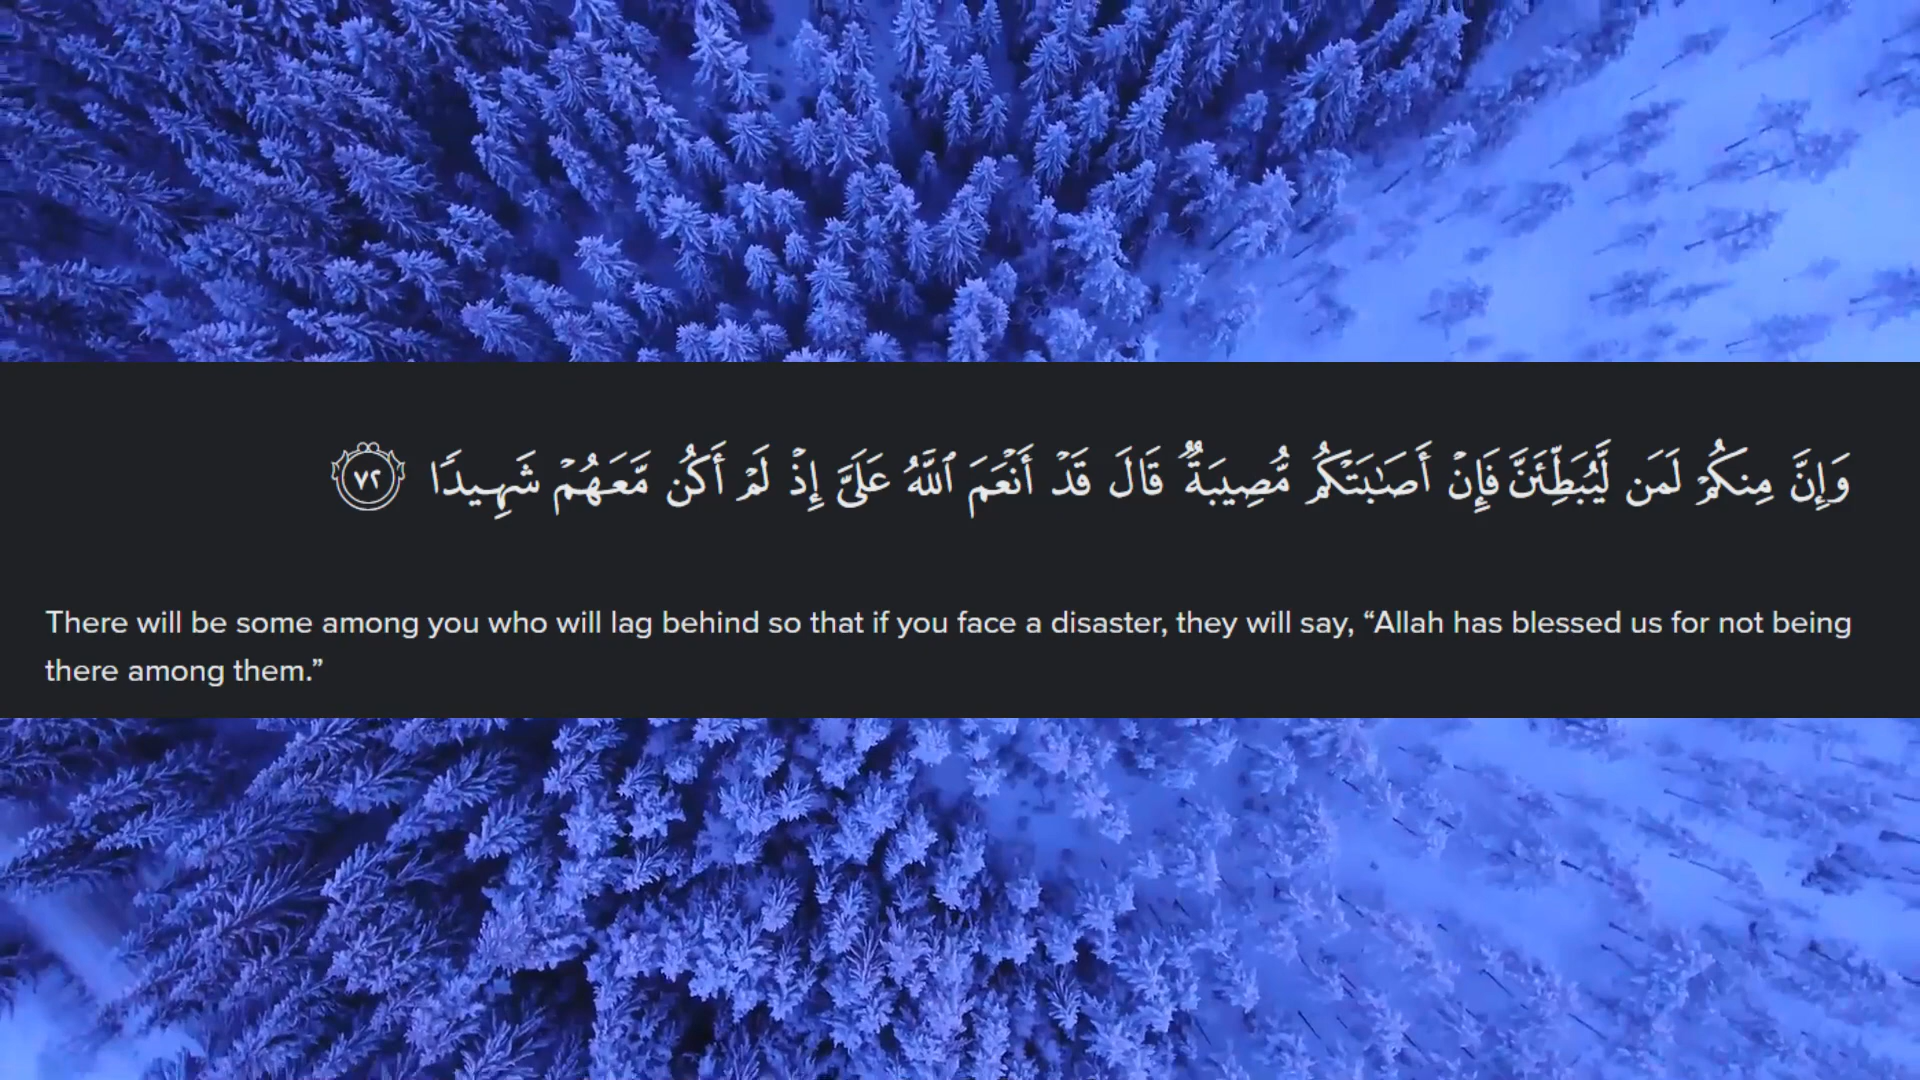 وَإِنَّ مِنكُمْ لَمَن لَّيُبَطِّئَنَّ فَإِنْ أَصَـٰبَتْكُم مُّصِيبَةٌ قَالَ قَدْ أَنْعَمَ ٱللَّهُ عَلَىَّ إِذْ لَمْ أَكُن مَّعَهُمْ شَهِيدًا ٧٢
There will be some among you who will lag behind so that if you face a disaster, they will say, “Allah has blessed us for not being
there among them.”